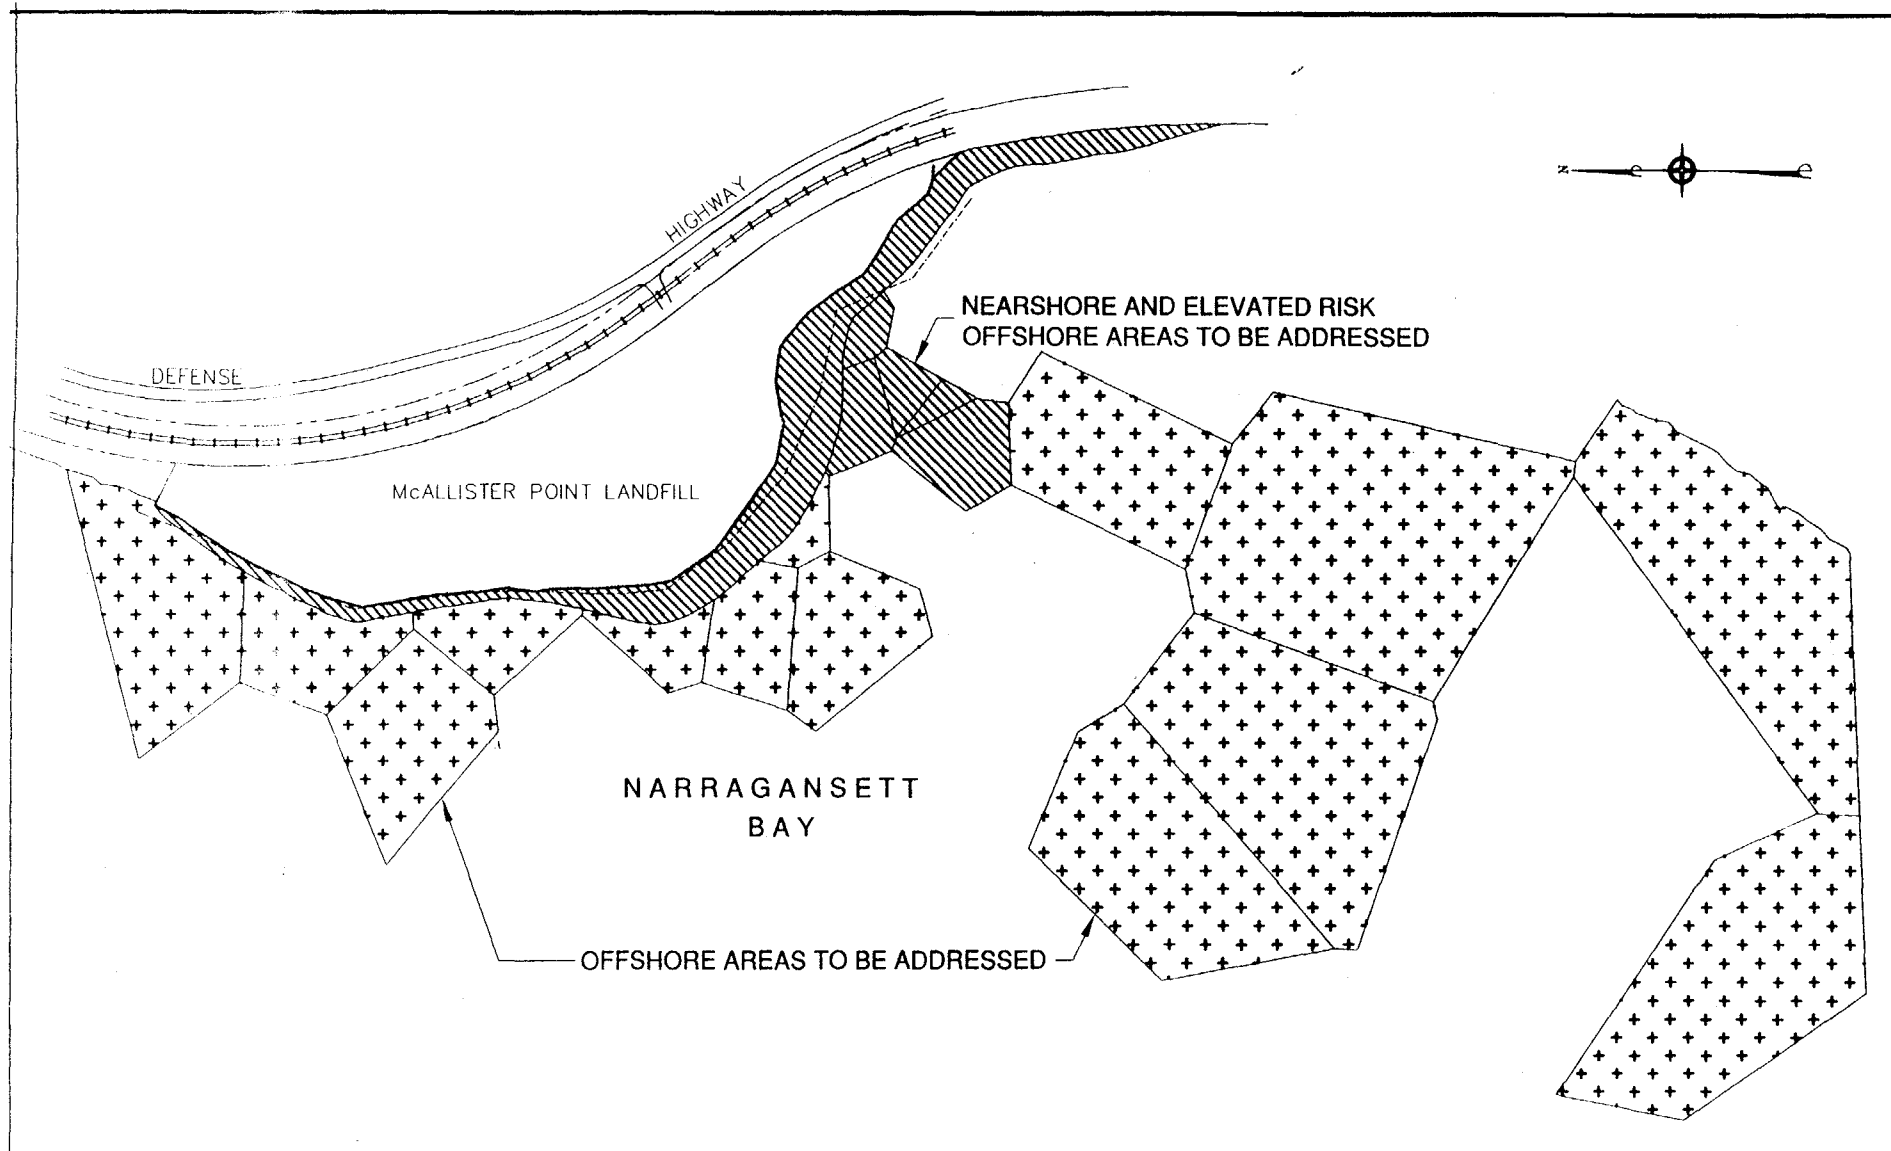 HIGHWAY
N
NEARSHORE AND ELEVATED RISK
OFFSHORE AREAS TO BE ADDRESSED
DEFENSE
McALLISTER POINT LANDFILL
NARRAGANSETT
BAY
OFFSHORE AREAS TO BE ADDRESSED